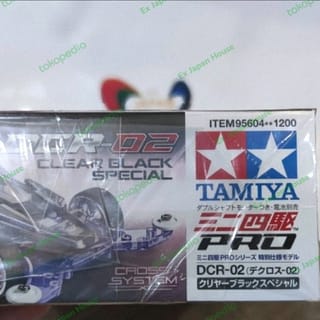 DCR-02
CLEAR BLACK
SPECIAL
CROSS
SYSTEM
ITEM95604**1200
TAMIYA
ダブルシャフトモーターつき・電池別売
ミニ四駆
PRO
ミニ四駆PROシリーズ 特別仕様モデル
DCR-02(デクロス-02)
クリヤーブラックスペシャル
tokopedia
Ex Japan House